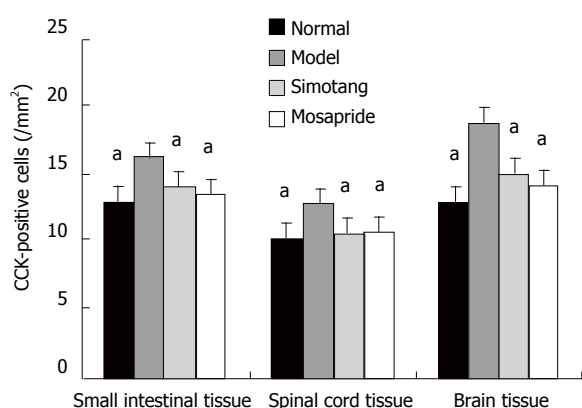 CCK-positive cells (/mm²)
25
20
15
10
5
0
Normal
Model
Simotang
Mosapride
a
a
a
a
a
a
a
a
a
Small intestinal tissue
Spinal cord tissue
Brain tissue